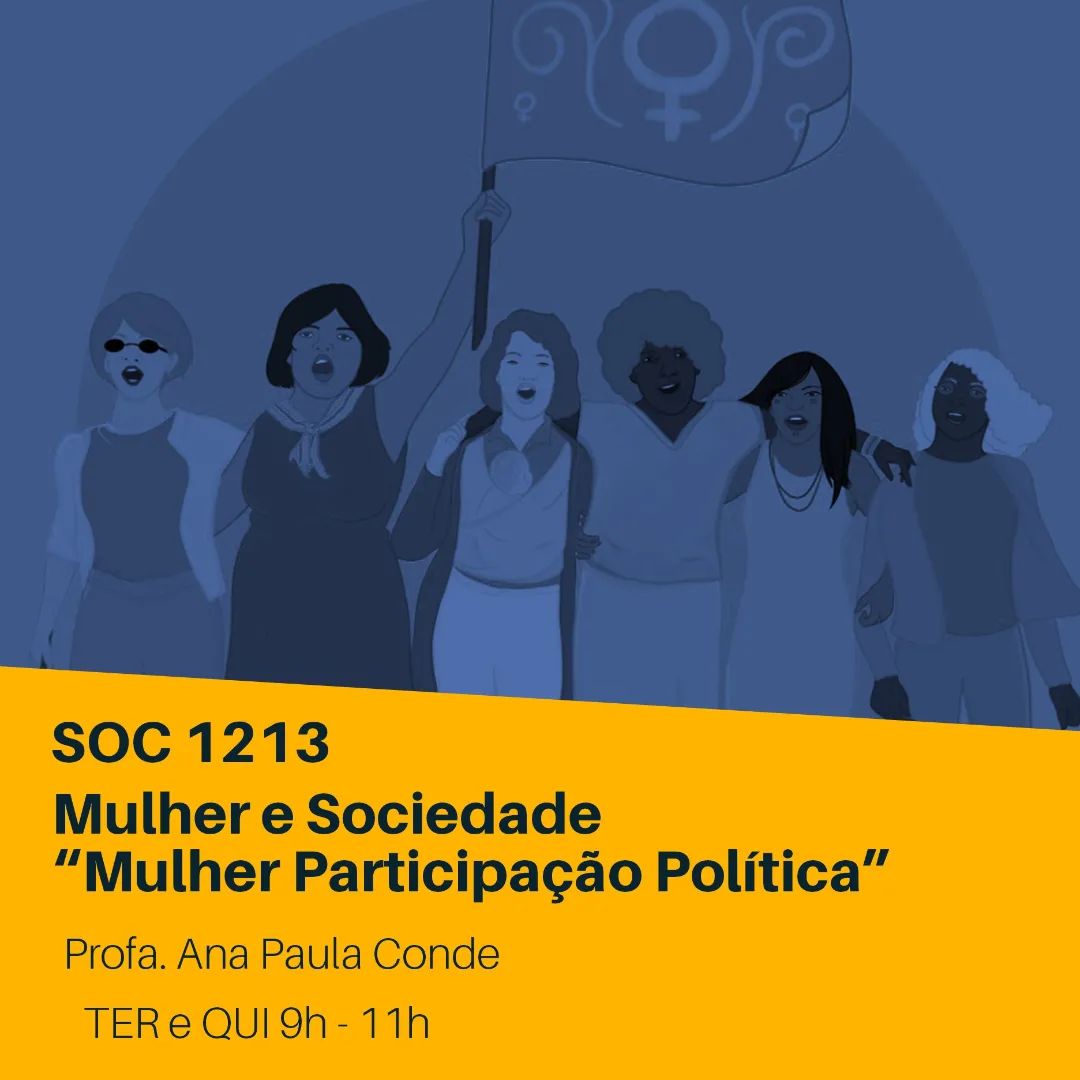 SOC 1213
Mulher e Sociedade
“Mulher Participação Política”
Profa. Ana Paula Conde
TER e QUI 9h - 11h